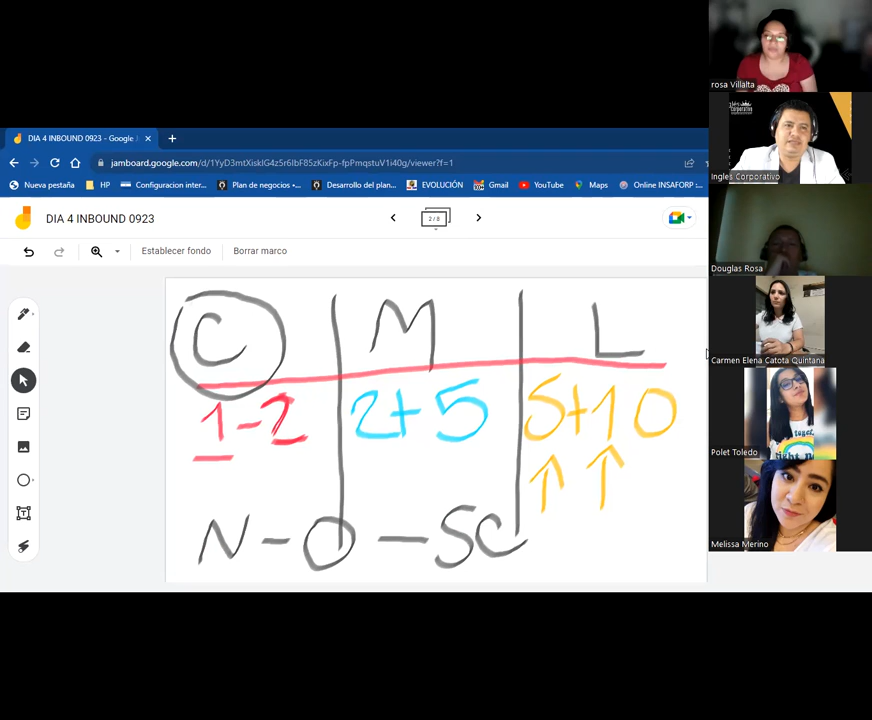 rosa Villalta
Ingles Corporativo
Douglas Rosa
Carmen Elena Catota Quintana
Polet Toledo
Melissa Merino
DIA 4 INBOUND 0923 - Google
jamboard.google.com/d/1YyD3mtXiskIG4z5r6IbF85zKixFp-fpPmqstuV1i40g/viewer?f=1
Nueva pestaña
HP
Configuracion inter...
Plan de negocios -...
Desarrollo del plan...
EVOLUCIÓN
Gmail
YouTube
Maps
Online INSAFORP :...
DIA 4 INBOUND 0923
2/8
Establecer fondo
Borrar marco
C M L
1-2 2+5 5+10
N-O-SC